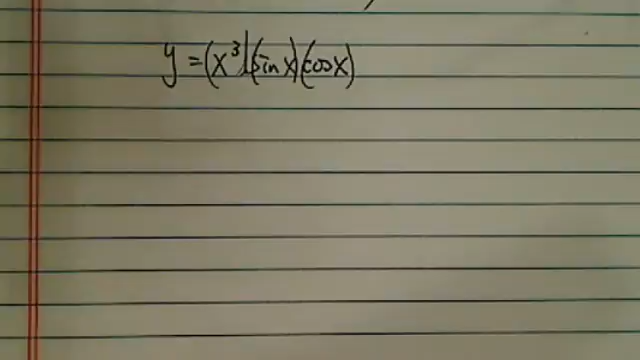 y = (x³)(sin x)(cos x)